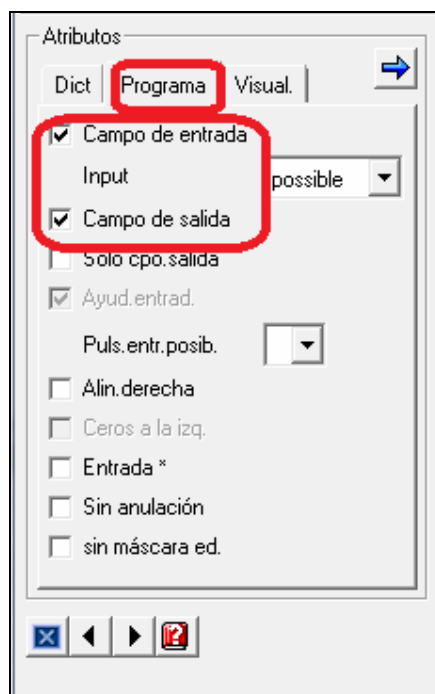 Atributos
Dict Programa Visual.
Campo de entrada
Input possible
Campo de salida
Solo cpo.salida
Ayud.entrad.
Puls.entr.posib.
Alin.derecha
Ceros a la izq.
Entrada *
Sin anulación
sin máscara ed.